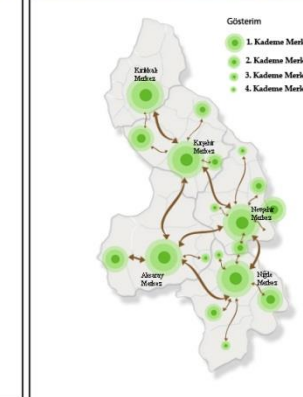 Gösterim
1. Kademe Merk
2. Kademe Merk
3. Kademe Merk
4. Kademe Merk
Kırıkkale
Merkez
Kırşehir
Merkez
Nevşehir
Merkez
Aksaray
Merkez
Niğde
Merkez